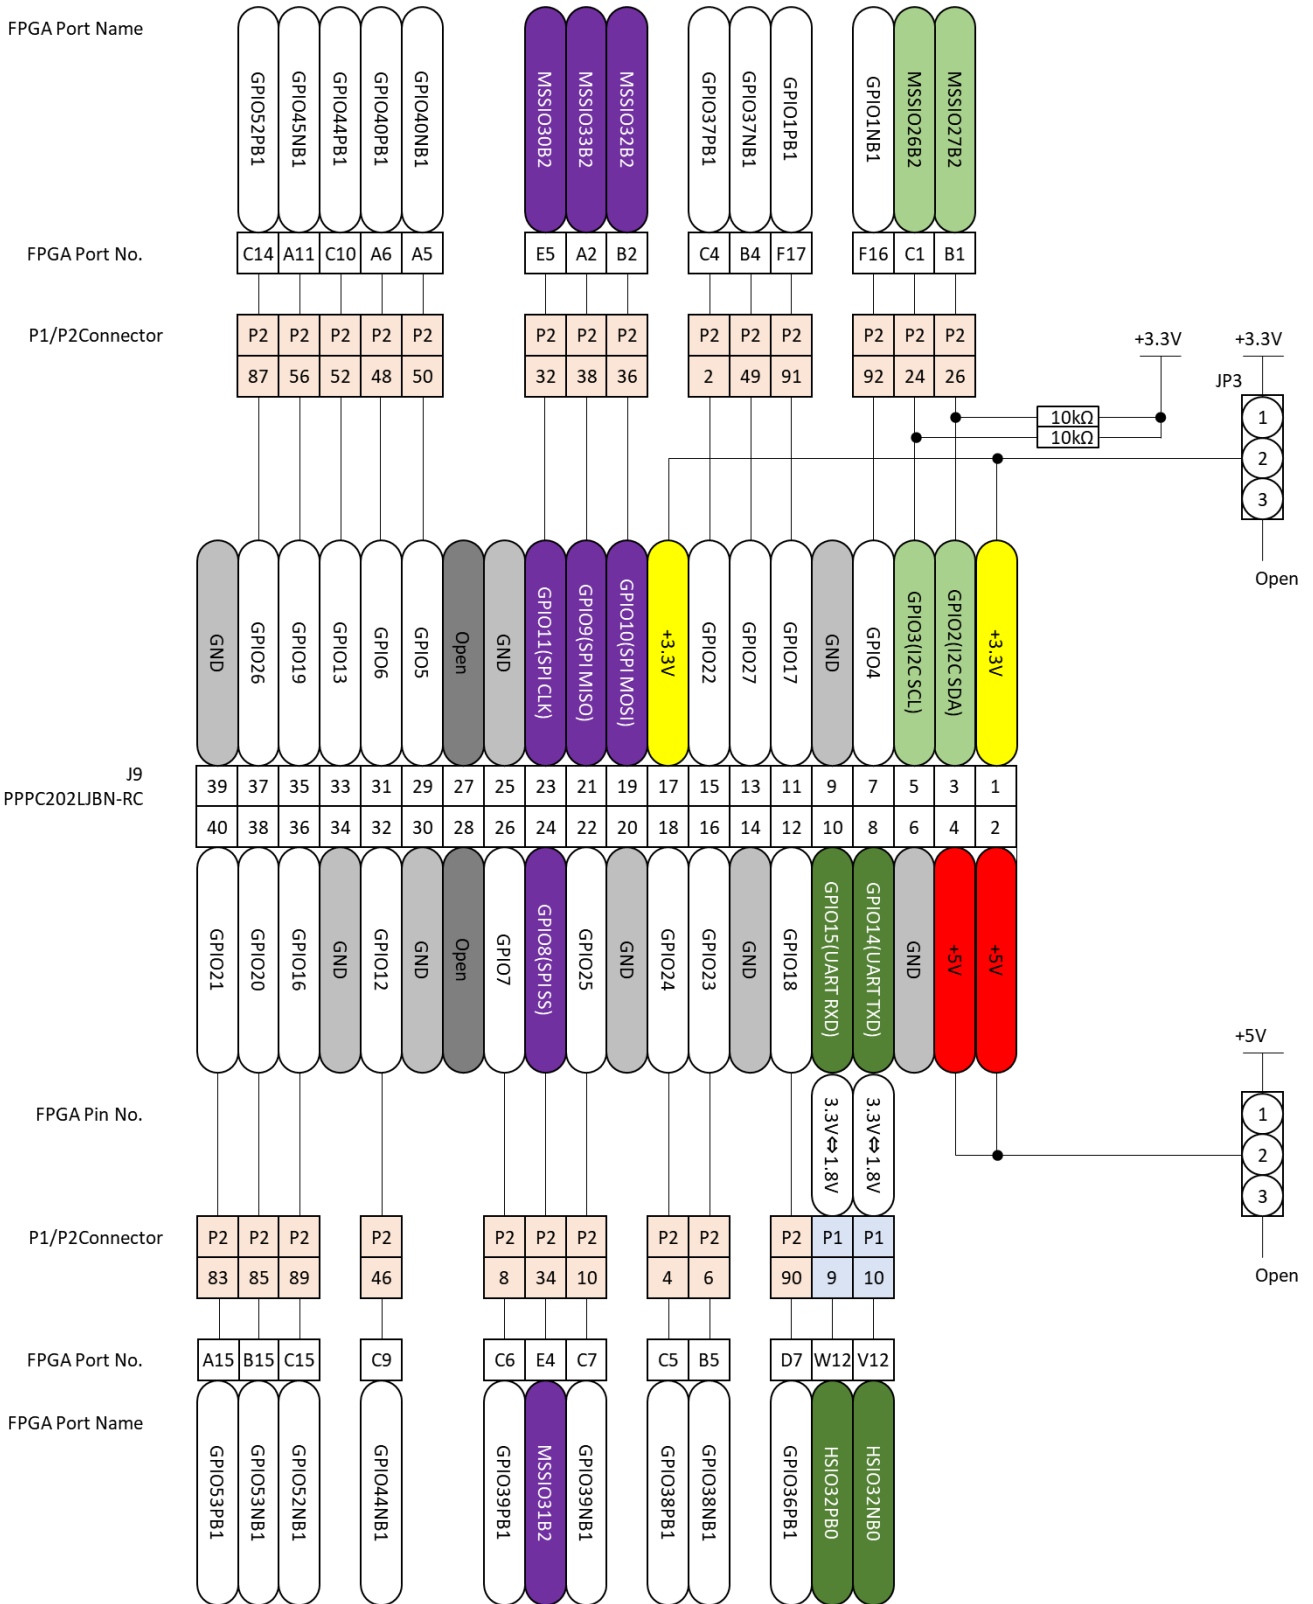 FPGA Port Name
GPIO52PB1 GPIO45NB1 GPIO44PB1 GPIO40PB1 GPIO40NB1 MSSIO30B2 MSSIO33B2 MSSIO32B2 GPIO37PB1 GPIO37NB1 GPIO1PB1 GPIO1NB1 MSSIO26B2 MSSIO27B2
FPGA Port No. C14 A11 C10 A6 A5 E5 A2 B2 C4 B4 F17 F16 C1 B1
P1/P2Connector P2 P2 P2 P2 P2 P2 P2 P2 P2 P2 P2 P2 P2 P2
87 56 52 48 50 32 38 36 2 49 91 92 24 26
+3.3V +3.3V
JP3
10kΩ 1
10kΩ
2
3
Open
GND GPIO26 GPIO19 GPIO13 GPIO6 GPIO5 Open GND GPIO11(SPI CLK) GPIO9(SPI MISO) GPIO10(SPI MOSI) +3.3V GPIO22 GPIO27 GPIO17 GND GPIO4 GPIO3(I2C SCL) GPIO2(I2C SDA) +3.3V
J9
PPPC202LJBN-RC
39 37 35 33 31 29 27 25 23 21 19 17 15 13 11 9 7 5 3 1
40 38 36 34 32 30 28 26 24 22 20 18 16 14 12 10 8 6 4 2
GPIO21 GPIO20 GPIO16 GND GPIO12 GND Open GPIO7 GPIO8(SPI SS) GPIO25 GND GPIO24 GPIO23 GND GPIO18 GPIO15(UART RXD) GPIO14(UART TXD) GND +5V +5V
+5V
FPGA Pin No. 3.3V⇔1.8V 3.3V⇔1.8V 1
2
3
P1/P2Connector P2 P2 P2 P2 P2 P2 P2 P2 P2 P2 P1 P1
83 85 89 46 8 34 10 4 6 90 9 10
Open
FPGA Port No. A15 B15 C15 C9 C6 E4 C7 C5 B5 D7 W12 V12
FPGA Port Name
GPIO53PB1 GPIO53NB1 GPIO52NB1 GPIO44NB1 GPIO39PB1 MSSIO31B2 GPIO39NB1 GPIO38PB1 GPIO38NB1 GPIO36PB1 HSIO32PB0 HSIO32NB0